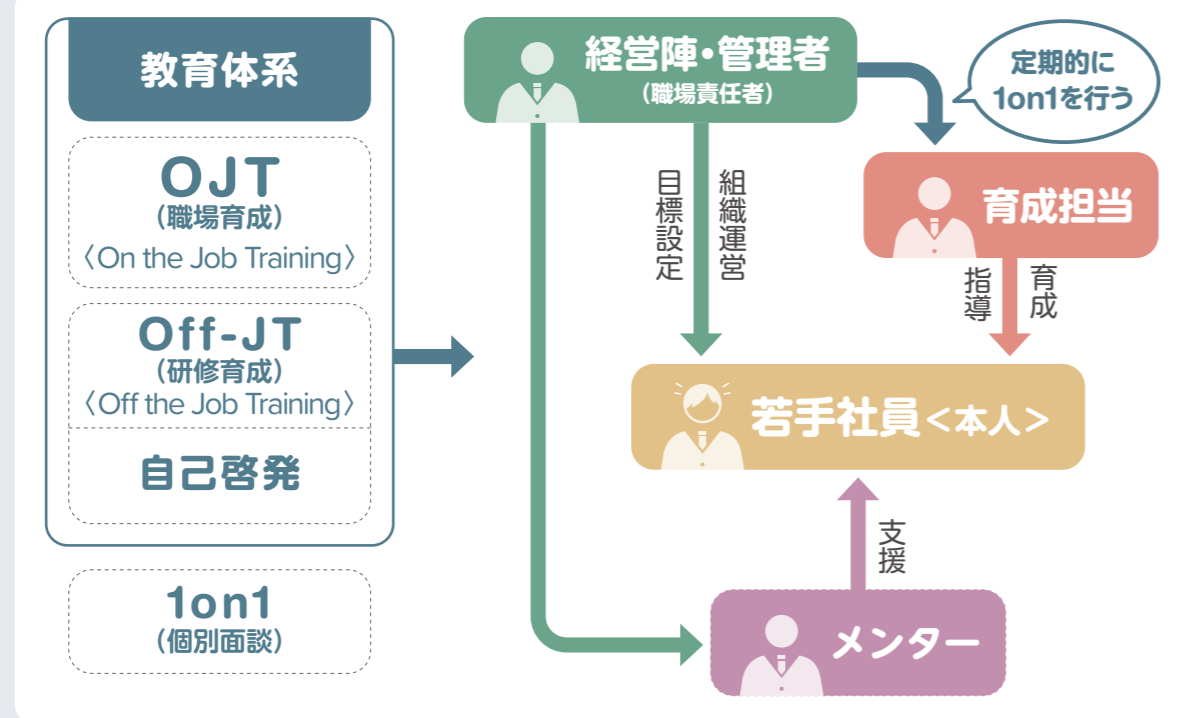 教育体系
OJT
（職場育成）
〈On the Job Training〉
Off-JT
（研修育成）
〈Off the Job Training〉
自己啓発
1on1
（個別面談）
経営陣・管理者
（職場責任者）
定期的に
1on1を行う
育成担当
組織運営
目標設定
育成
指導
若手社員＜本人＞
支援
メンター